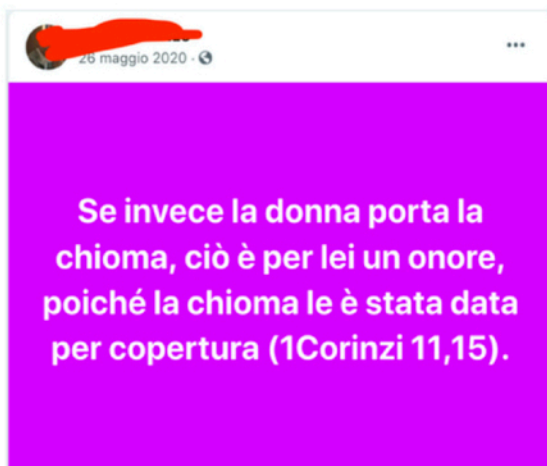 26 maggio 2020
Se invece la donna porta la
chioma, ciò è per lei un onore,
poiché la chioma le è stata data
per copertura (1Corinzi 11,15).